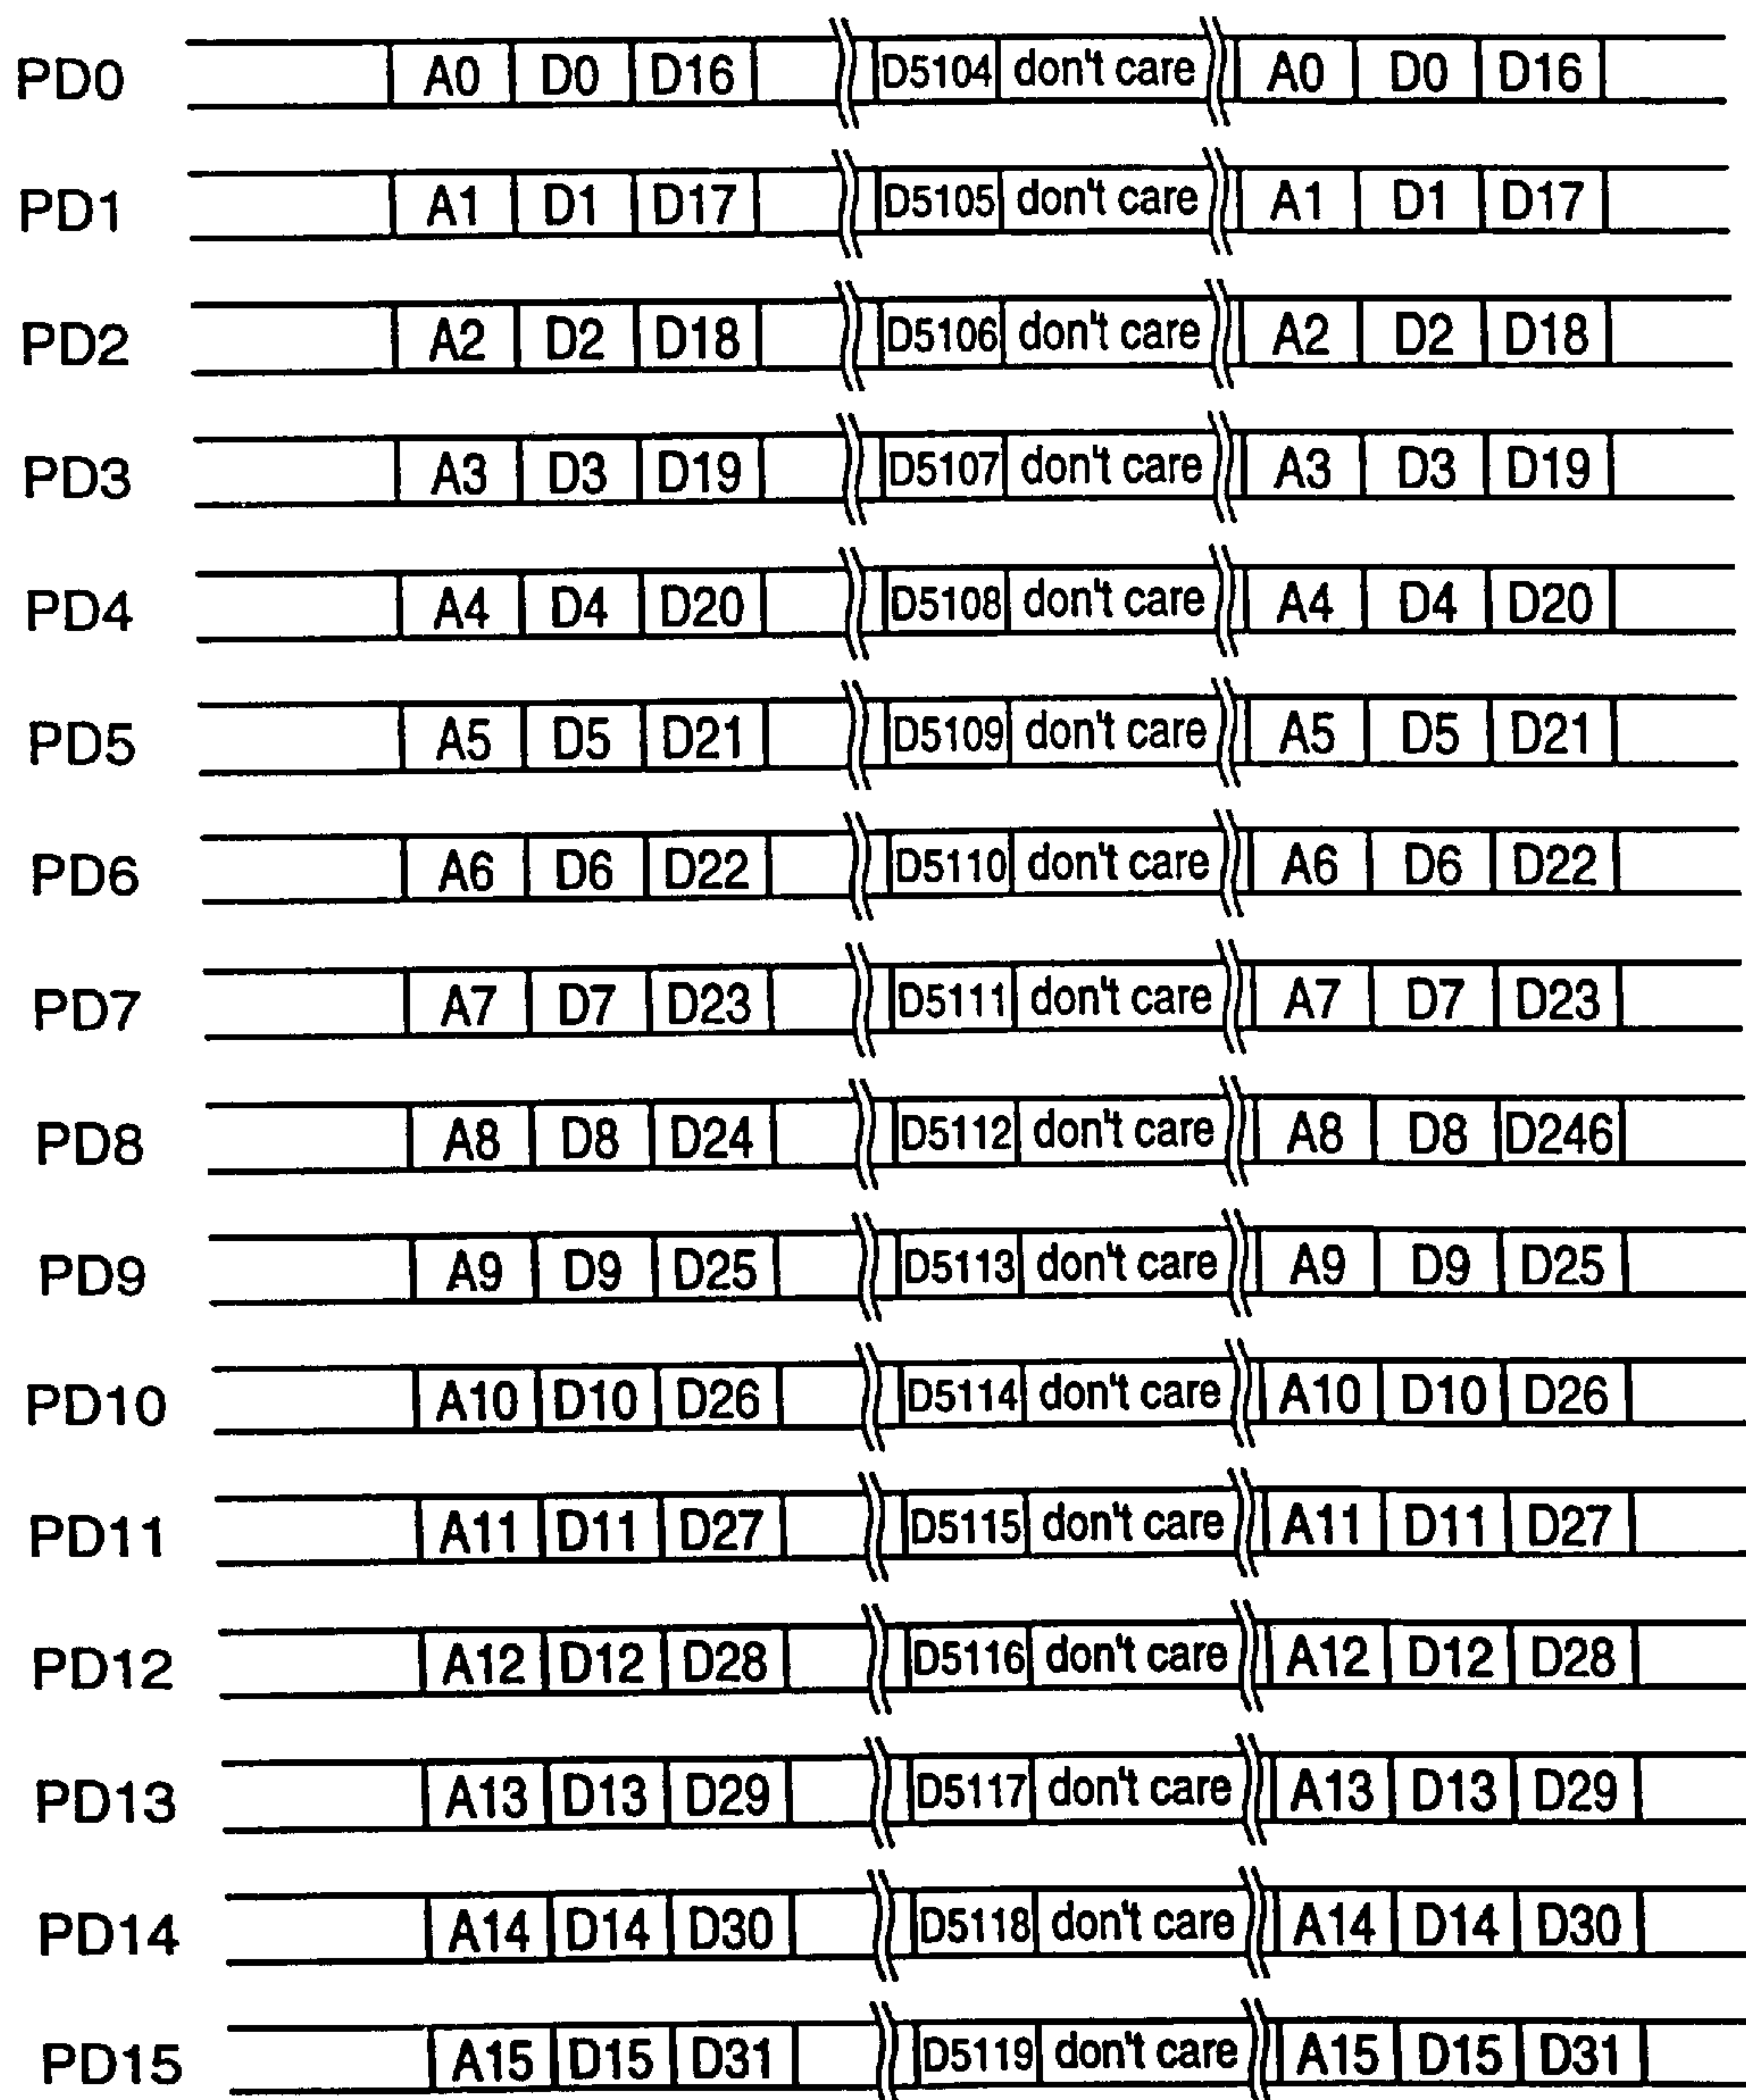 PD0 A0 D0 D16 D5104 don't care A0 D0 D16
PD1 A1 D1 D17 D5105 don't care A1 D1 D17
PD2 A2 D2 D18 D5106 don't care A2 D2 D18
PD3 A3 D3 D19 D5107 don't care A3 D3 D19
PD4 A4 D4 D20 D5108 don't care A4 D4 D20
PD5 A5 D5 D21 D5109 don't care A5 D5 D21
PD6 A6 D6 D22 D5110 don't care A6 D6 D22
PD7 A7 D7 D23 D5111 don't care A7 D7 D23
PD8 A8 D8 D24 D5112 don't care A8 D8 D246
PD9 A9 D9 D25 D5113 don't care A9 D9 D25
PD10 A10 D10 D26 D5114 don't care A10 D10 D26
PD11 A11 D11 D27 D5115 don't care A11 D11 D27
PD12 A12 D12 D28 D5116 don't care A12 D12 D28
PD13 A13 D13 D29 D5117 don't care A13 D13 D29
PD14 A14 D14 D30 D5118 don't care A14 D14 D30
PD15 A15 D15 D31 D5119 don't care A15 D15 D31